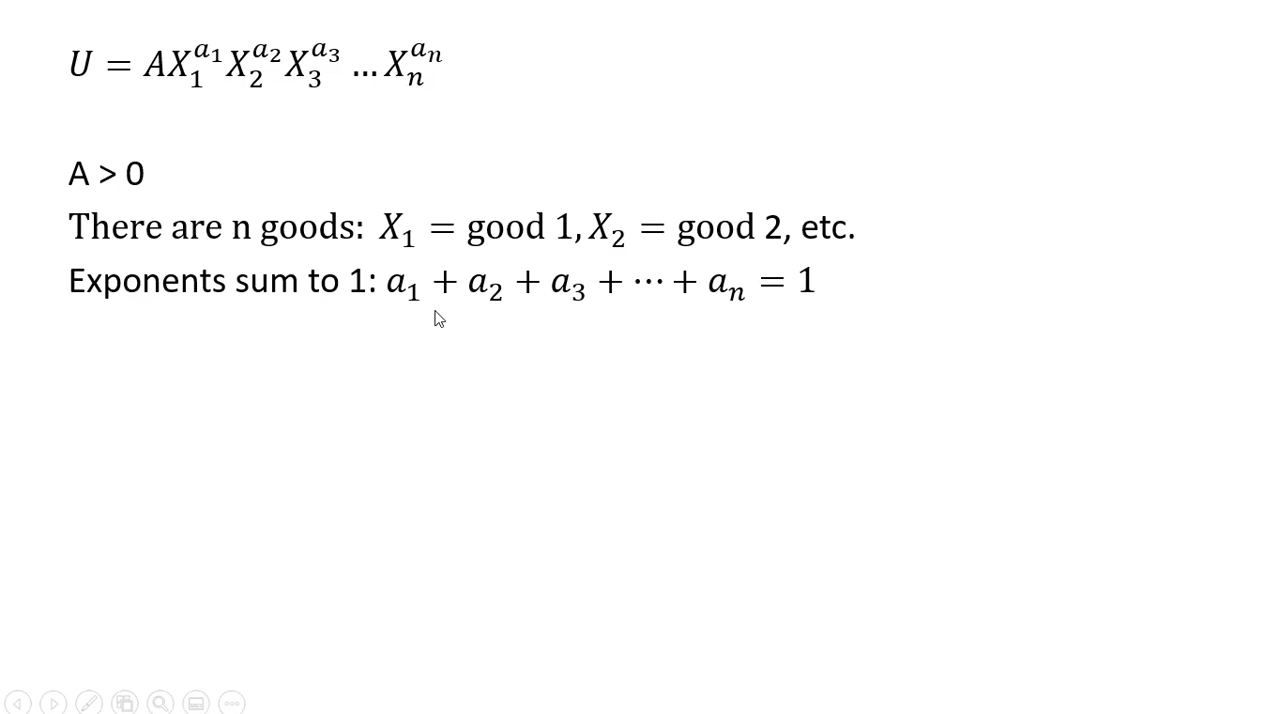 U = AX₁^{a₁}X₂^{a₂}X₃^{a₃} … Xₙ^{aₙ}
A > 0
There are n goods: X₁ = good 1, X₂ = good 2, etc.
Exponents sum to 1: a₁ + a₂ + a₃ + ⋯ + aₙ = 1